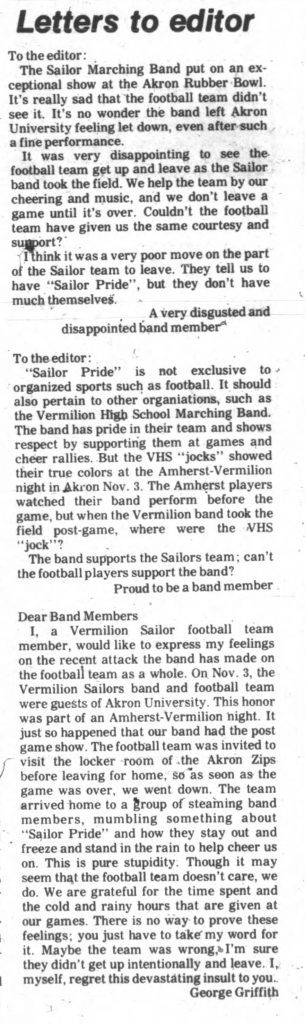 Letters to editor
To the editor:
The Sailor Marching Band put on an ex-
ceptional show at the Akron Rubber Bowl.
It's really sad that the football team didn't
see it. It's no wonder the band left Akron
University feeling let down, even after such
a fine performance.
It was very disappointing to see the
football team get up and leave as the Sailor
band took the field. We help the team by our
cheering and music, and we don't leave a
game until it's over. Couldn't the football
team have given us the same courtesy and
support?
I think it was a very poor move on the part
of the Sailor team to leave. They tell us to
have "Sailor Pride", but they don't have
much themselves.
A very disgusted and
disappointed band member
To the editor:
"Sailor Pride" is not exclusive to
organized sports such as football. It should
also pertain to other organiations, such as
the Vermilion High School Marching Band.
The band has pride in their team and shows
respect by supporting them at games and
cheer rallies. But the VHS "jocks" showed
their true colors at the Amherst-Vermilion
night in Akron Nov. 3. The Amherst players
watched their band perform before the
game, but when the Vermilion band took the
field post-game, where were the VHS
"jock"?
The band supports the Sailors team; can't
the football players support the band?
Proud to be a band member
Dear Band Members
I, a Vermilion Sailor football team
member, would like to express my feelings
on the recent attack the band has made on
the football team as a whole. On Nov. 3, the
Vermilion Sailors band and football team
were guests of Akron University. This honor
was part of an Amherst-Vermilion night. It
just so happened that our band had the post
game show. The football team was invited to
visit the locker room of the Akron Zips
before leaving for home, so as soon as the
game was over, we went down. The team
arrived home to a group of steaming band
members, mumbling something about
"Sailor Pride" and how they stay out and
freeze and stand in the rain to help cheer us
on. This is pure stupidity. Though it may
seem that the football team doesn't care, we
do. We are grateful for the time spent and
the cold and rainy hours that are given at
our games. There is no way to prove these
feelings; you just have to take my word for
it. Maybe the team was wrong, I'm sure
they didn't get up intentionally and leave. I,
myself, regret this devastating insult to you.
George Griffith